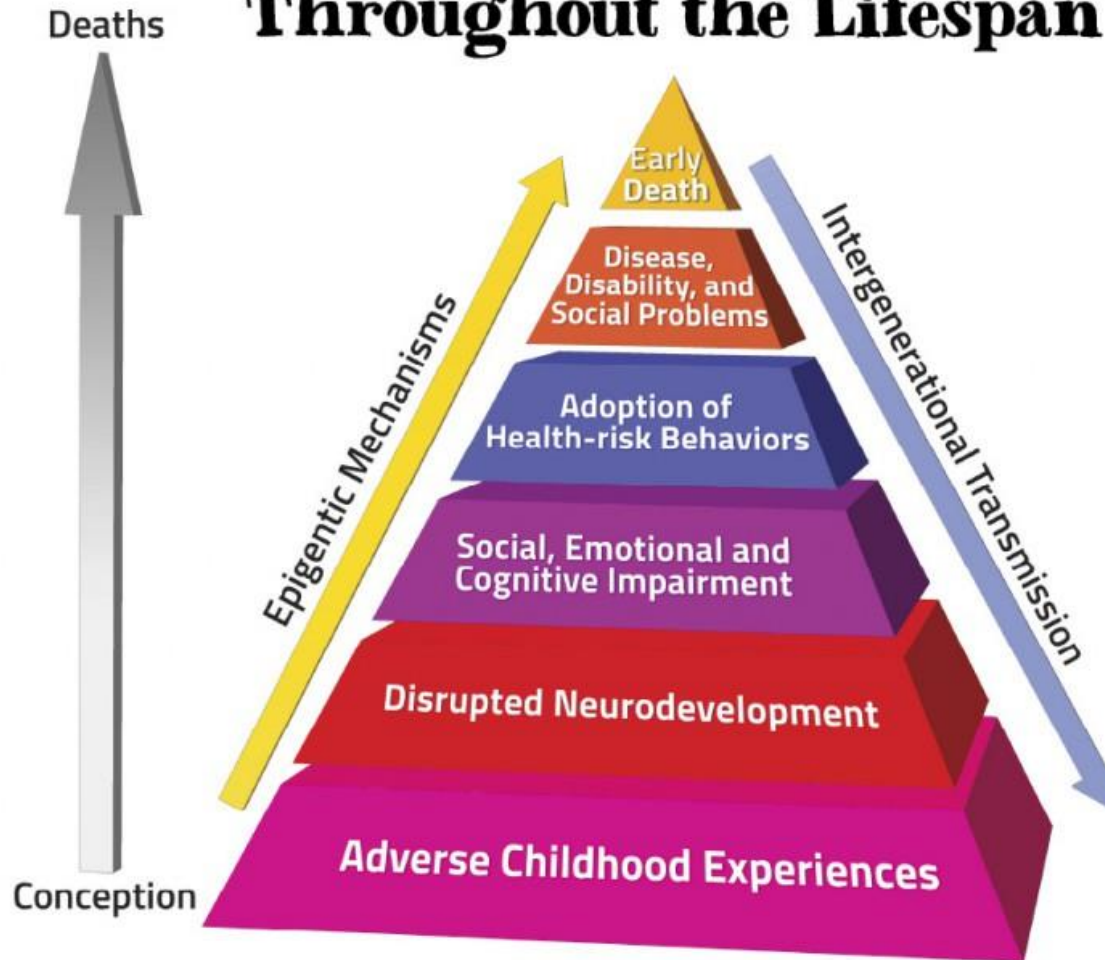 Throughout the Lifespan
Deaths
Early
Death
Disease,
Disability, and
Social Problems
Adoption of
Health-risk Behaviors
Social, Emotional and
Cognitive Impairment
Disrupted Neurodevelopment
Adverse Childhood Experiences
Conception
Epigentic Mechanisms
Intergenerational Transmission